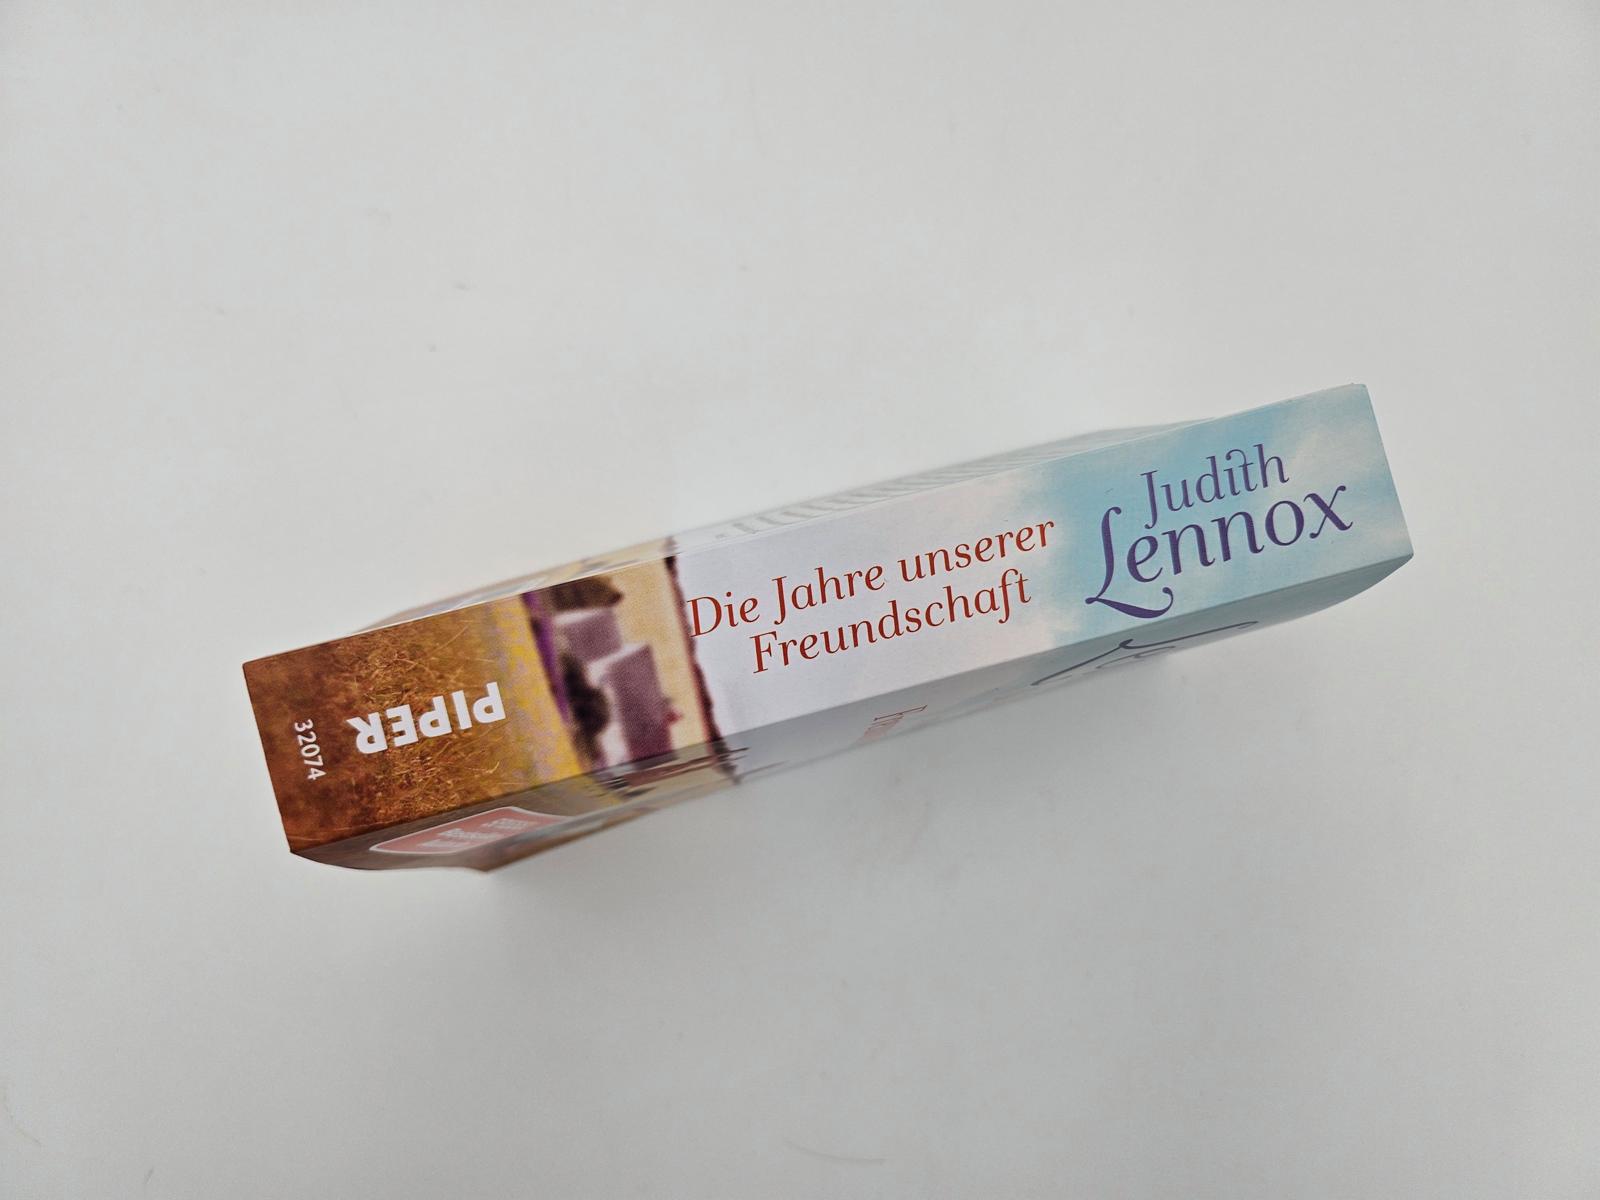 Judith
Lennox
Die Jahre unserer
Freundschaft
PIPER
32074